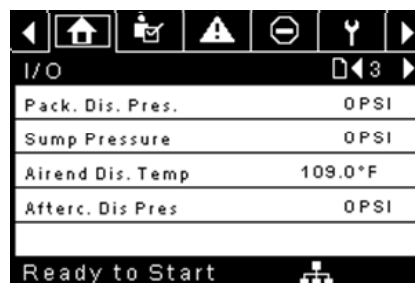 I/O 3
Pack. Dis. Pres. 0PSI
Sump Pressure 0PSI
Airend Dis. Temp 109.0°F
Afterc. Dis Pres 0PSI
Ready to Start